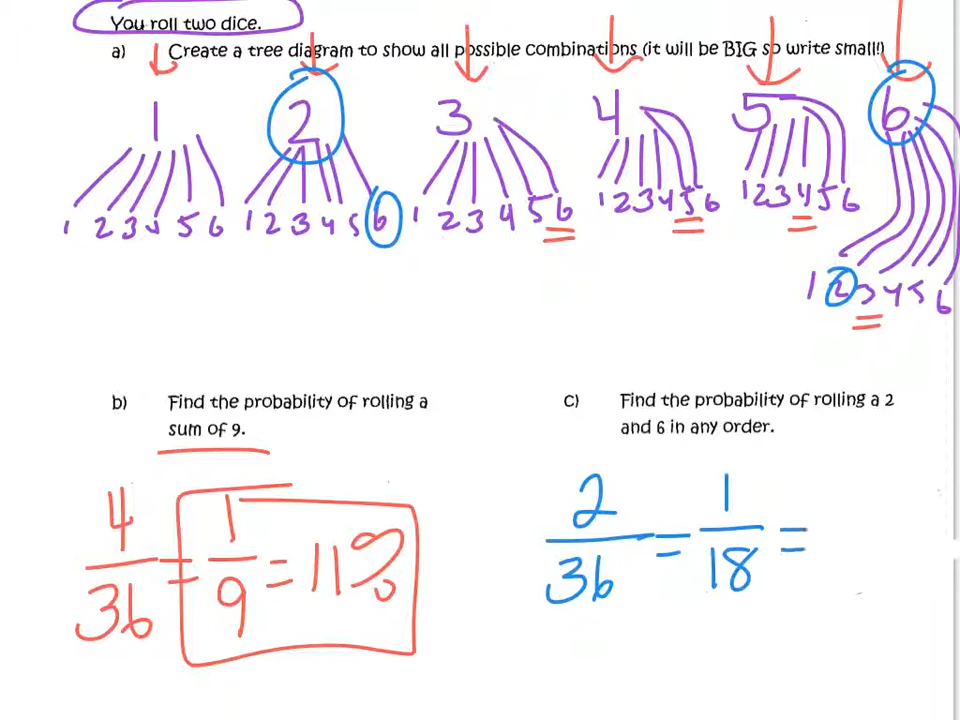 You roll two dice.
a) Create a tree diagram to show all possible combinations (it will be BIG so write small!)
1 2 3 4 5 6
1 2 3 4 5 6 1 2 3 4 5 6 1 2 3 4 5 6 1 2 3 4 5 6 1 2 3 4 5 6
1 2 3 4 5 6
b) Find the probability of rolling a
sum of 9.
c) Find the probability of rolling a 2
and 6 in any order.
4/36 = 1/9 = 11%
2/36 = 1/18 =